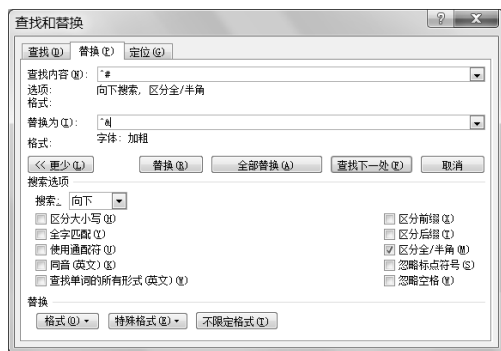 查找和替换
查找(D) 替换(P) 定位(G)
查找内容(N): ^#
选项: 向下搜索, 区分全/半角
格式:
替换为(I): ^&
格式: 字体: 加粗
<< 更少(L) 替换(R) 全部替换(A) 查找下一处(F) 取消
搜索选项
搜索: 向下
区分大小写(H) 区分前缀(X)
全字匹配(Y) 区分后缀(T)
使用通配符(U) 区分全/半角(M)
同音(英文)(K) 忽略标点符号(S)
查找单词的所有形式(英文)(W) 忽略空格(W)
替换
格式(O) 特殊格式(E) 不限定格式(T)